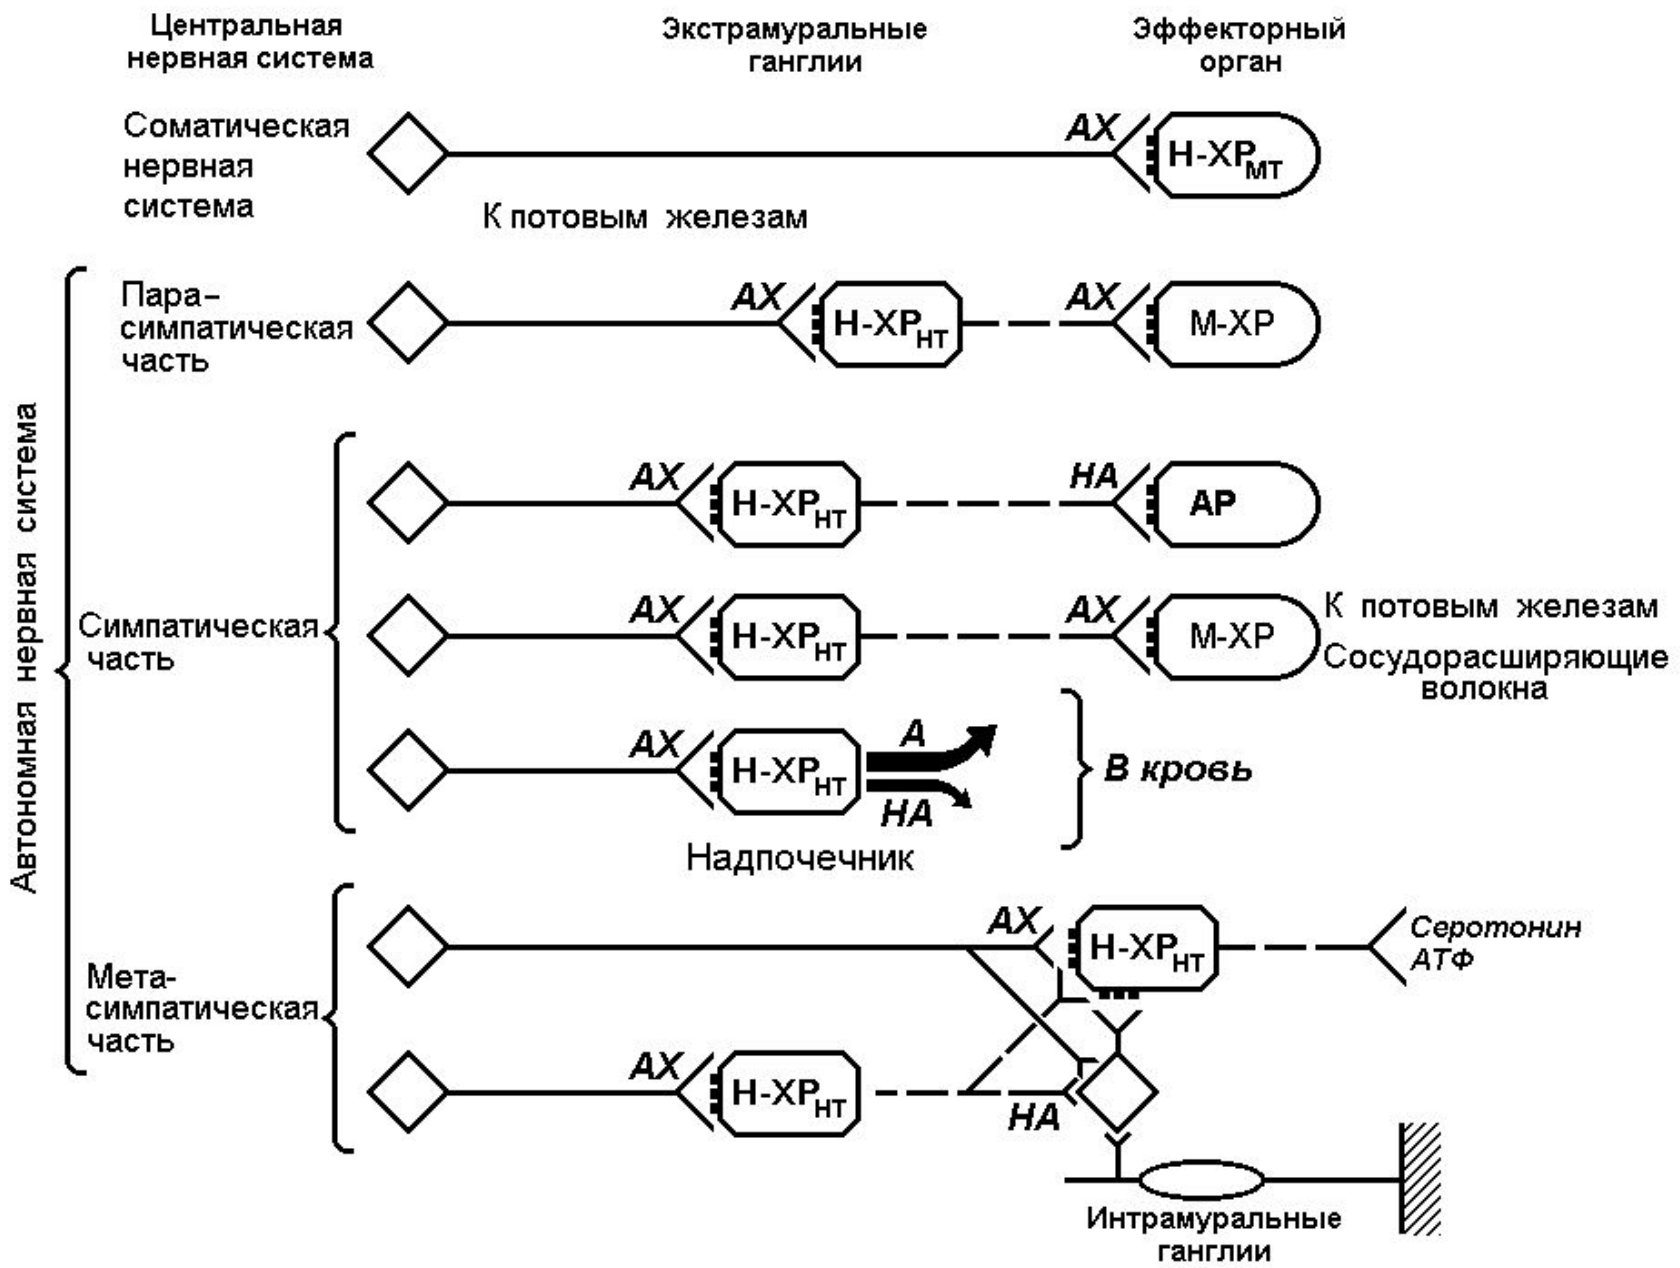 Центральная
нервная система
Экстрамуральные
ганглии
Эффекторный
орган
Соматическая
нервная
система
АХ
Н-ХРМТ
К потовым железам
Автономная нервная система
Пара-
симпатическая
часть
АХ
Н-ХРНТ
АХ
М-ХР
Симпатическая
часть
АХ
Н-ХРНТ
НА
АР
АХ
Н-ХРНТ
АХ
М-ХР
К потовым железам
Сосудорасширяющие
волокна
АХ
Н-ХРНТ
А
НА
В кровь
Надпочечник
Мета-
симпатическая
часть
АХ
Н-ХРНТ
Серотонин
АТФ
АХ
Н-ХРНТ
НА
Интрамуральные
ганглии